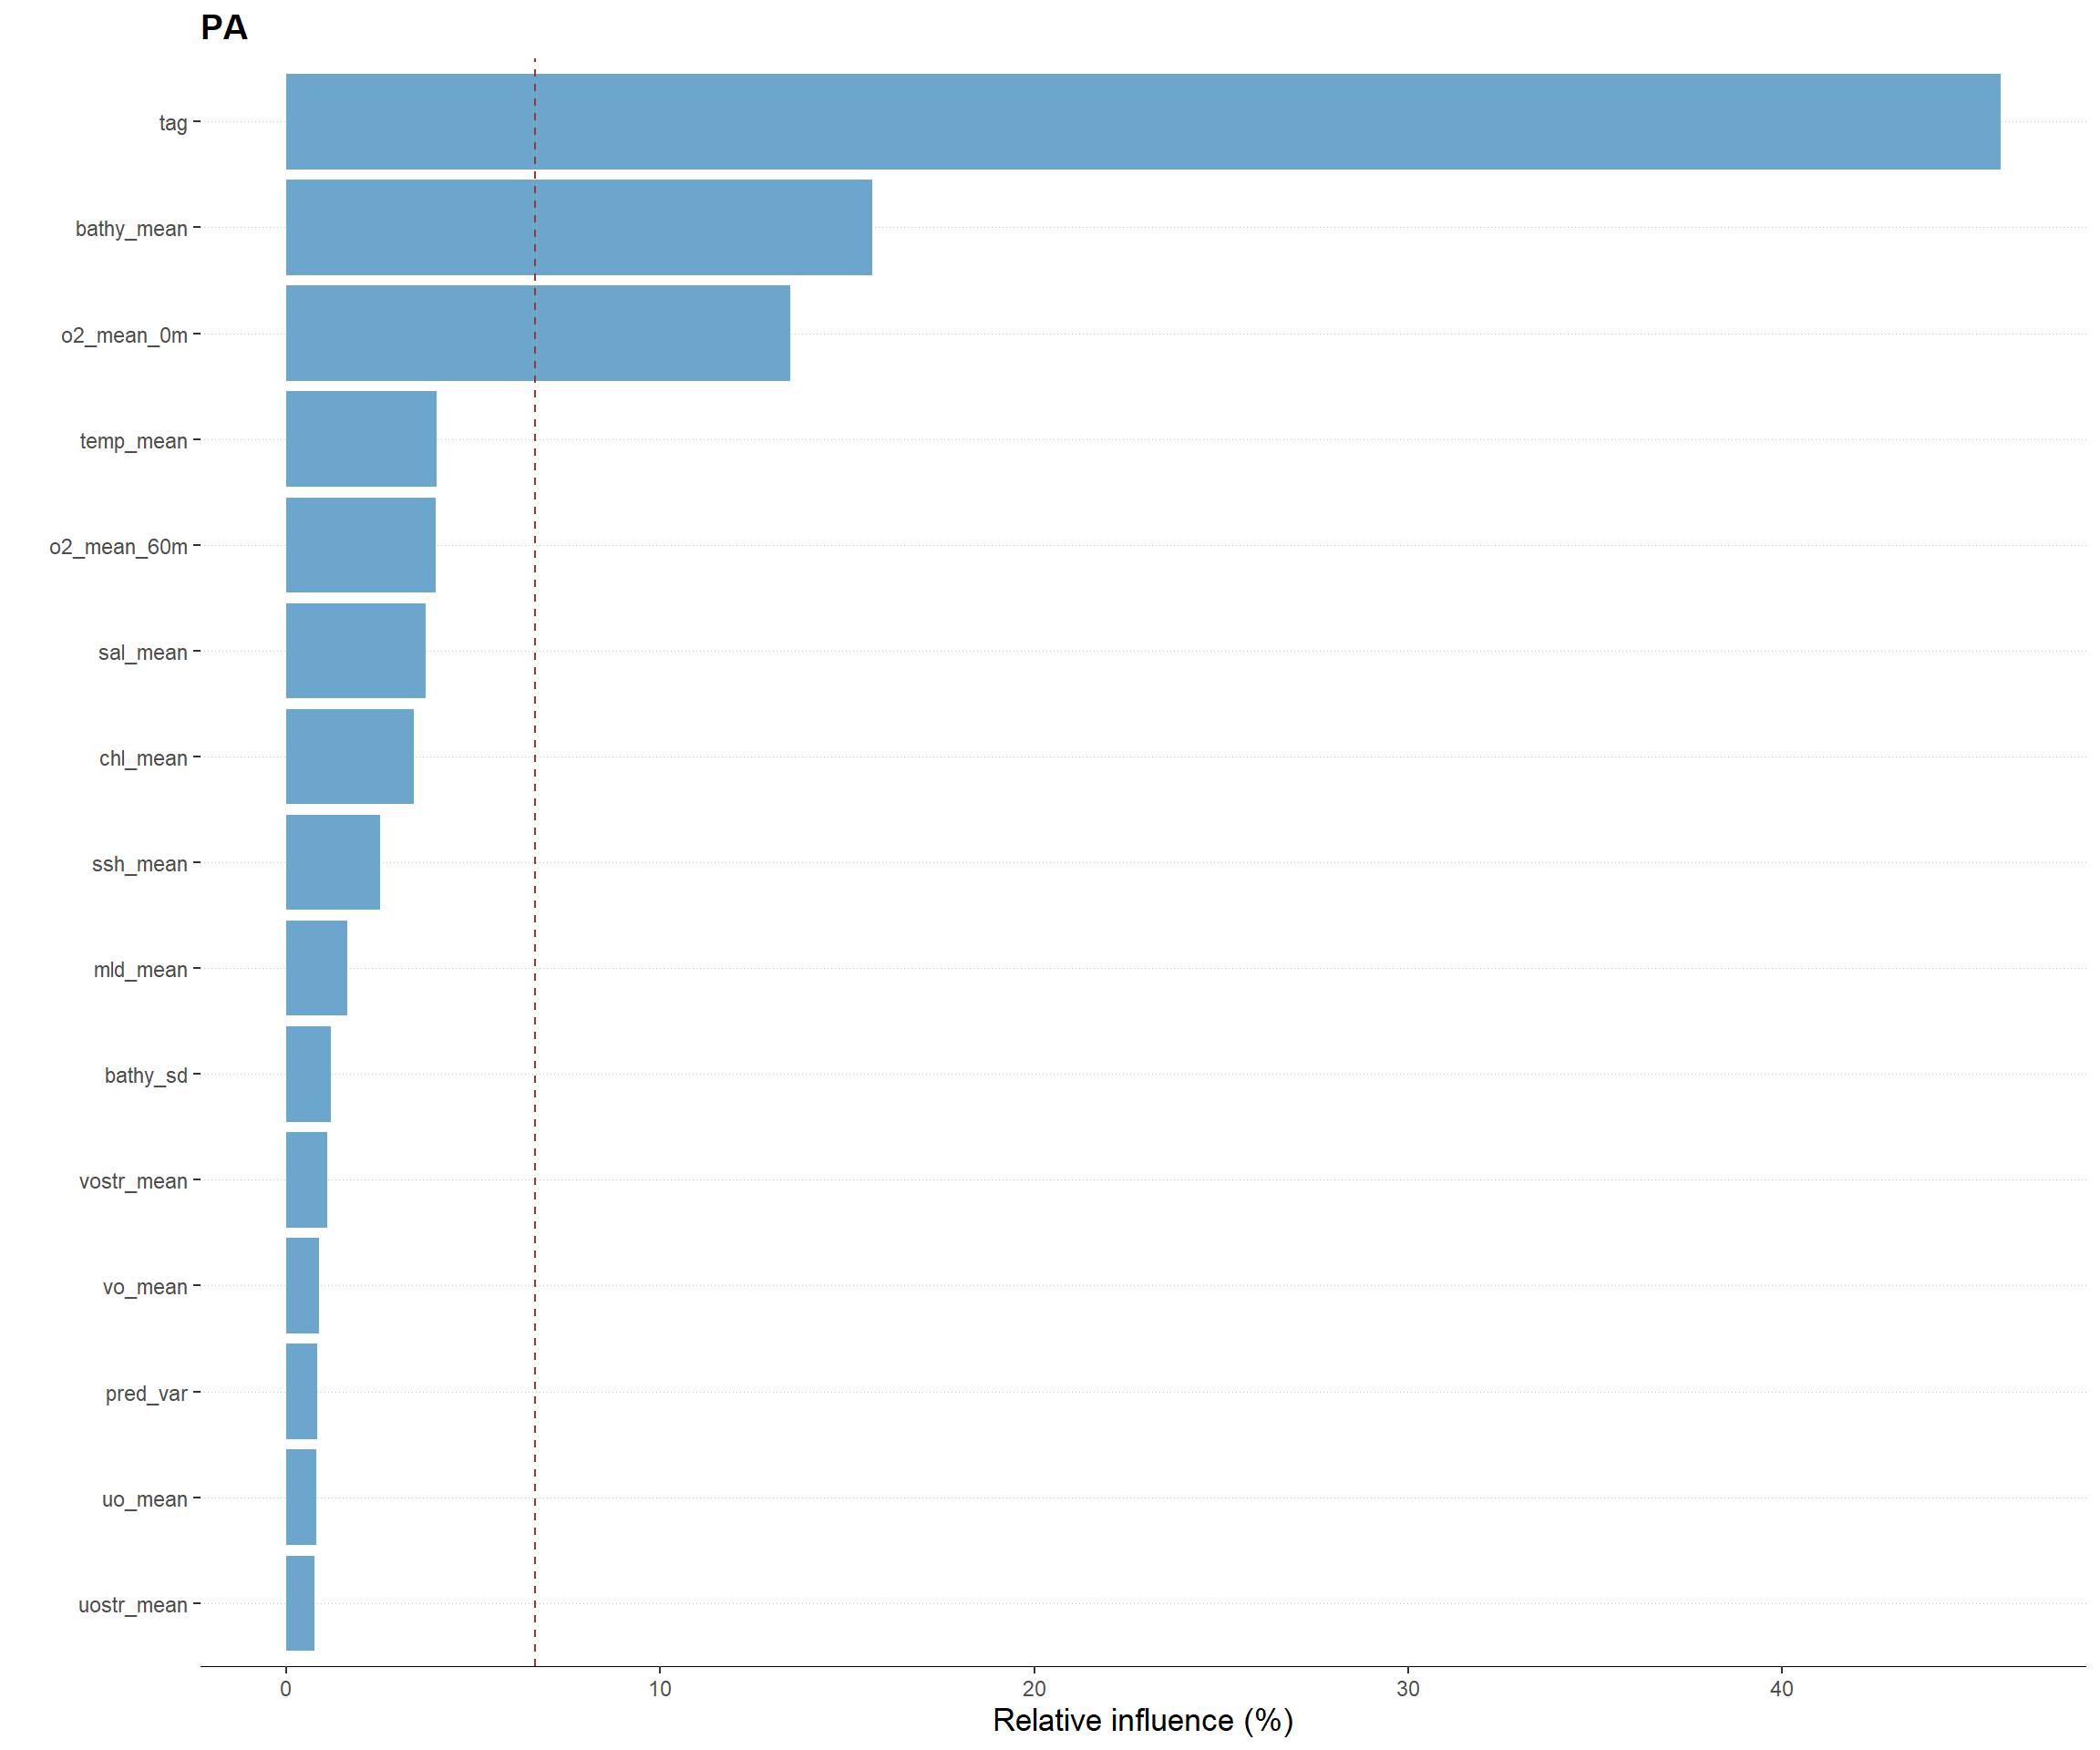 PA
tag
bathy_mean
o2_mean_0m
temp_mean
o2_mean_60m
sal_mean
chl_mean
ssh_mean
mld_mean
bathy_sd
vostr_mean
vo_mean
pred_var
uo_mean
uostr_mean
0 10 20 30 40
Relative influence (%)